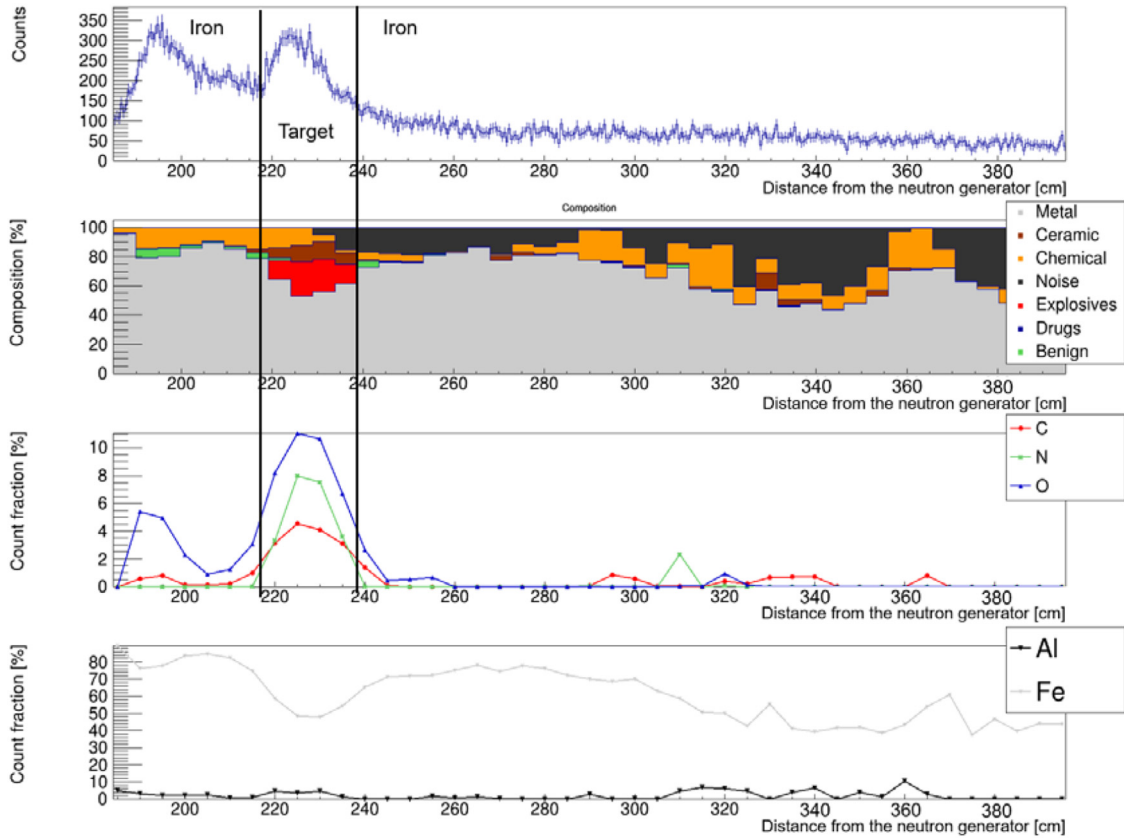 Counts
350
300
250
200
150
100
50
0
Iron
Iron
Target
200 220 240 260 280 300 320 340 360 380
Distance from the neutron generator [cm]
Composition
Composition [%]
100
80
60
40
20
0
Metal
Ceramic
Chemical
Noise
Explosives
Drugs
Benign
200 220 240 260 280 300 320 340 360 380
Distance from the neutron generator [cm]
Count fraction [%]
10
8
6
4
2
0
C
N
O
200 220 240 260 280 300 320 340 360 380
Distance from the neutron generator [cm]
Count fraction [%]
80
70
60
50
40
30
20
10
0
Al
Fe
200 220 240 260 280 300 320 340 360 380
Distance from the neutron generator [cm]